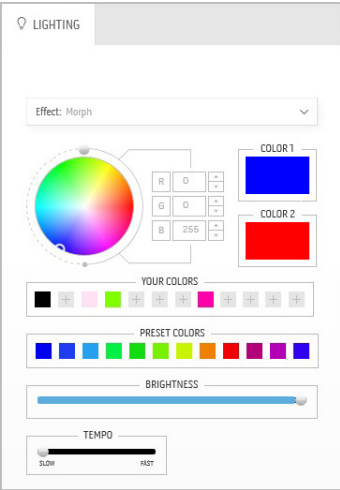 LIGHTING
Effect: Morph
COLOR 1
R 0
G 0
B 255
COLOR 2
YOUR COLORS
PRESET COLORS
BRIGHTNESS
TEMPO
SLOW FAST